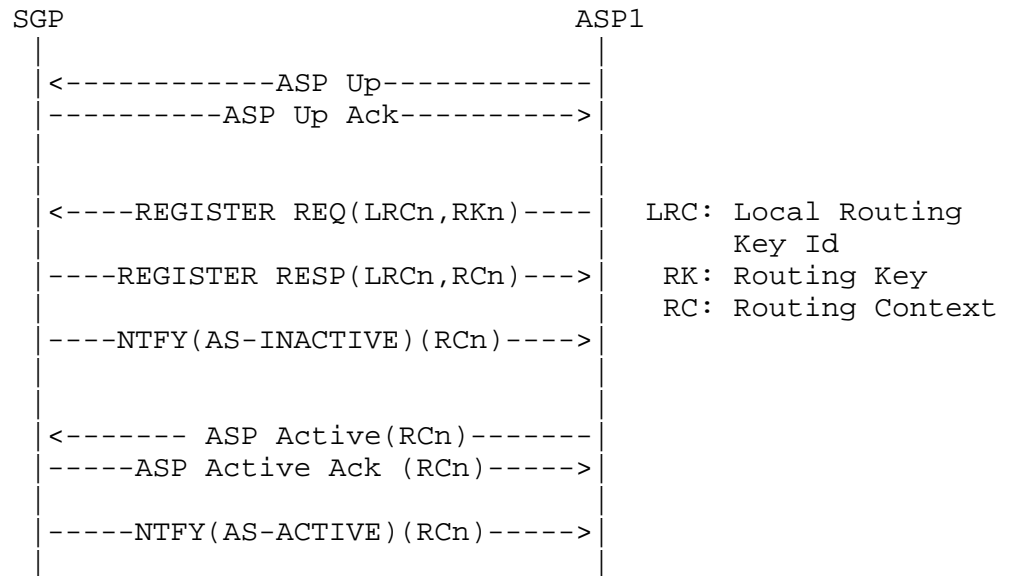 SGP ASP1
<------------ASP Up------------
----------ASP Up Ack---------->
<----REGISTER REQ(LRCn,RKn)---- LRC: Local Routing
Key Id
----REGISTER RESP(LRCn,RCn)---> RK: Routing Key
RC: Routing Context
----NTFY(AS-INACTIVE)(RCn)---->
<------- ASP Active(RCn)-------
-----ASP Active Ack (RCn)----->
-----NTFY(AS-ACTIVE)(RCn)----->